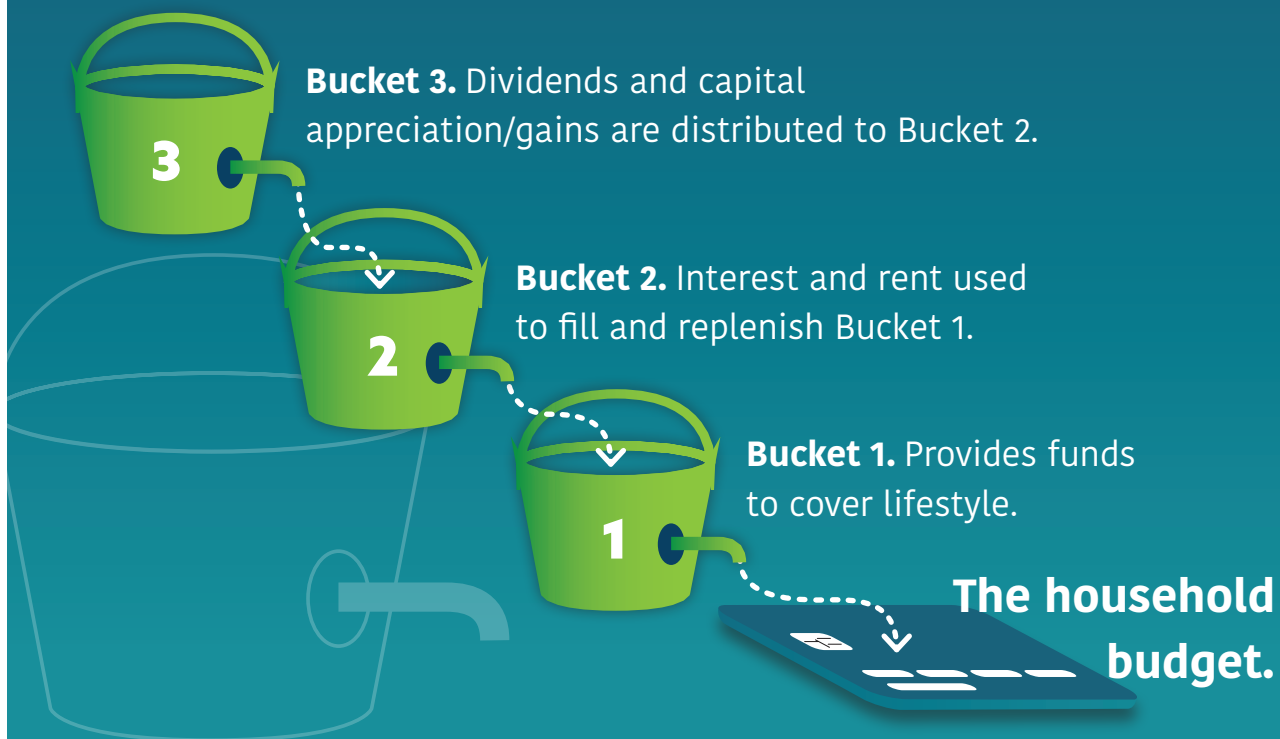 3
Bucket 3. Dividends and capital
appreciation/gains are distributed to Bucket 2.
2
Bucket 2. Interest and rent used
to fill and replenish Bucket 1.
1
Bucket 1. Provides funds
to cover lifestyle.
The household
budget.